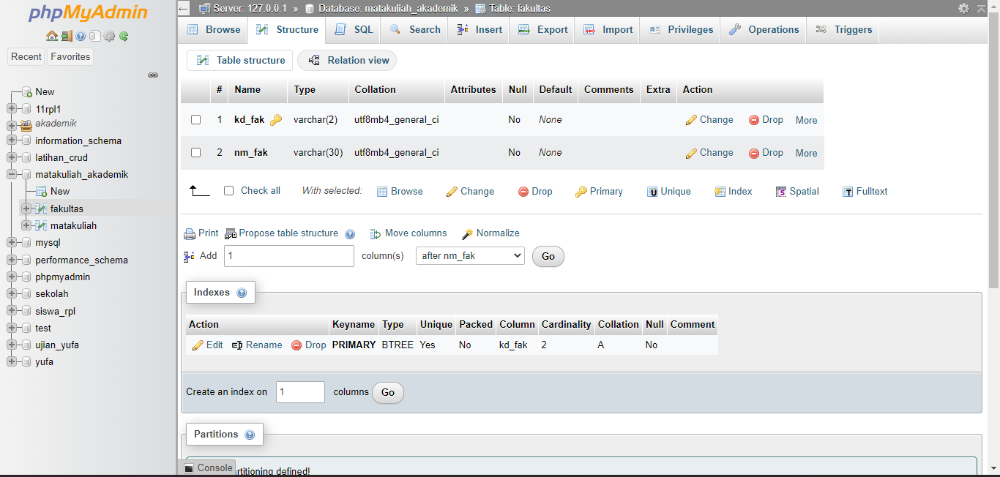 phpMyAdmin
Recent Favorites
New
11rpl1
akademik
information_schema
latihan_crud
matakuliah_akademik
New
fakultas
matakuliah
mysql
performance_schema
phpmyadmin
sekolah
siswa_rpl
test
ujian_yufa
yufa
Server: 127.0.0.1 » Database: matakuliah_akademik » Table: fakultas
Browse Structure SQL Search Insert Export Import Privileges Operations Triggers
Table structure Relation view
# Name Type Collation Attributes Null Default Comments Extra Action
1 kd_fak varchar(2) utf8mb4_general_ci No None Change Drop More
2 nm_fak varchar(30) utf8mb4_general_ci No None Change Drop More
Check all With selected: Browse Change Drop Primary Unique Index Spatial Fulltext
Print Propose table structure Move columns Normalize
Add 1 column(s) after nm_fak Go
Indexes
Action Keyname Type Unique Packed Column Cardinality Collation Null Comment
Edit Rename Drop PRIMARY BTREE Yes No kd_fak 2 A No
Create an index on 1 columns Go
Partitions
Console rtitioning defined!